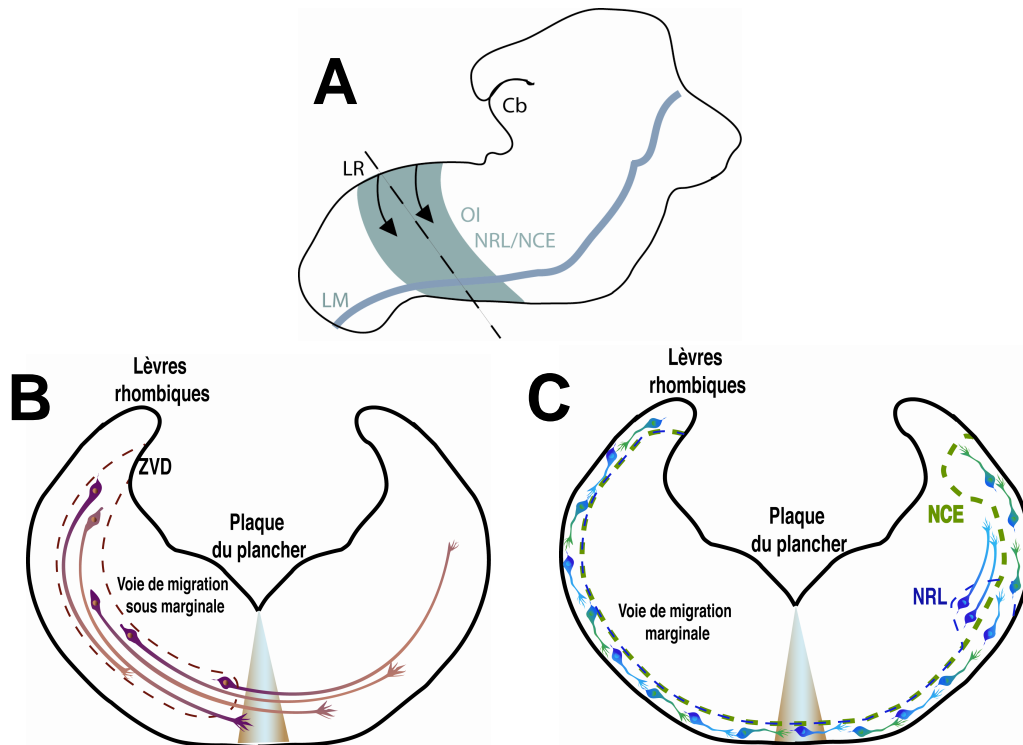 A
Cb
LR
OI
NRL/NCE
LM
B
Lèvres
rhombiques
ZVD
Plaque
du plancher
Voie de migration
sous marginale
C
Lèvres
rhombiques
Plaque
du plancher
NCE
NRL
Voie de migration
marginale